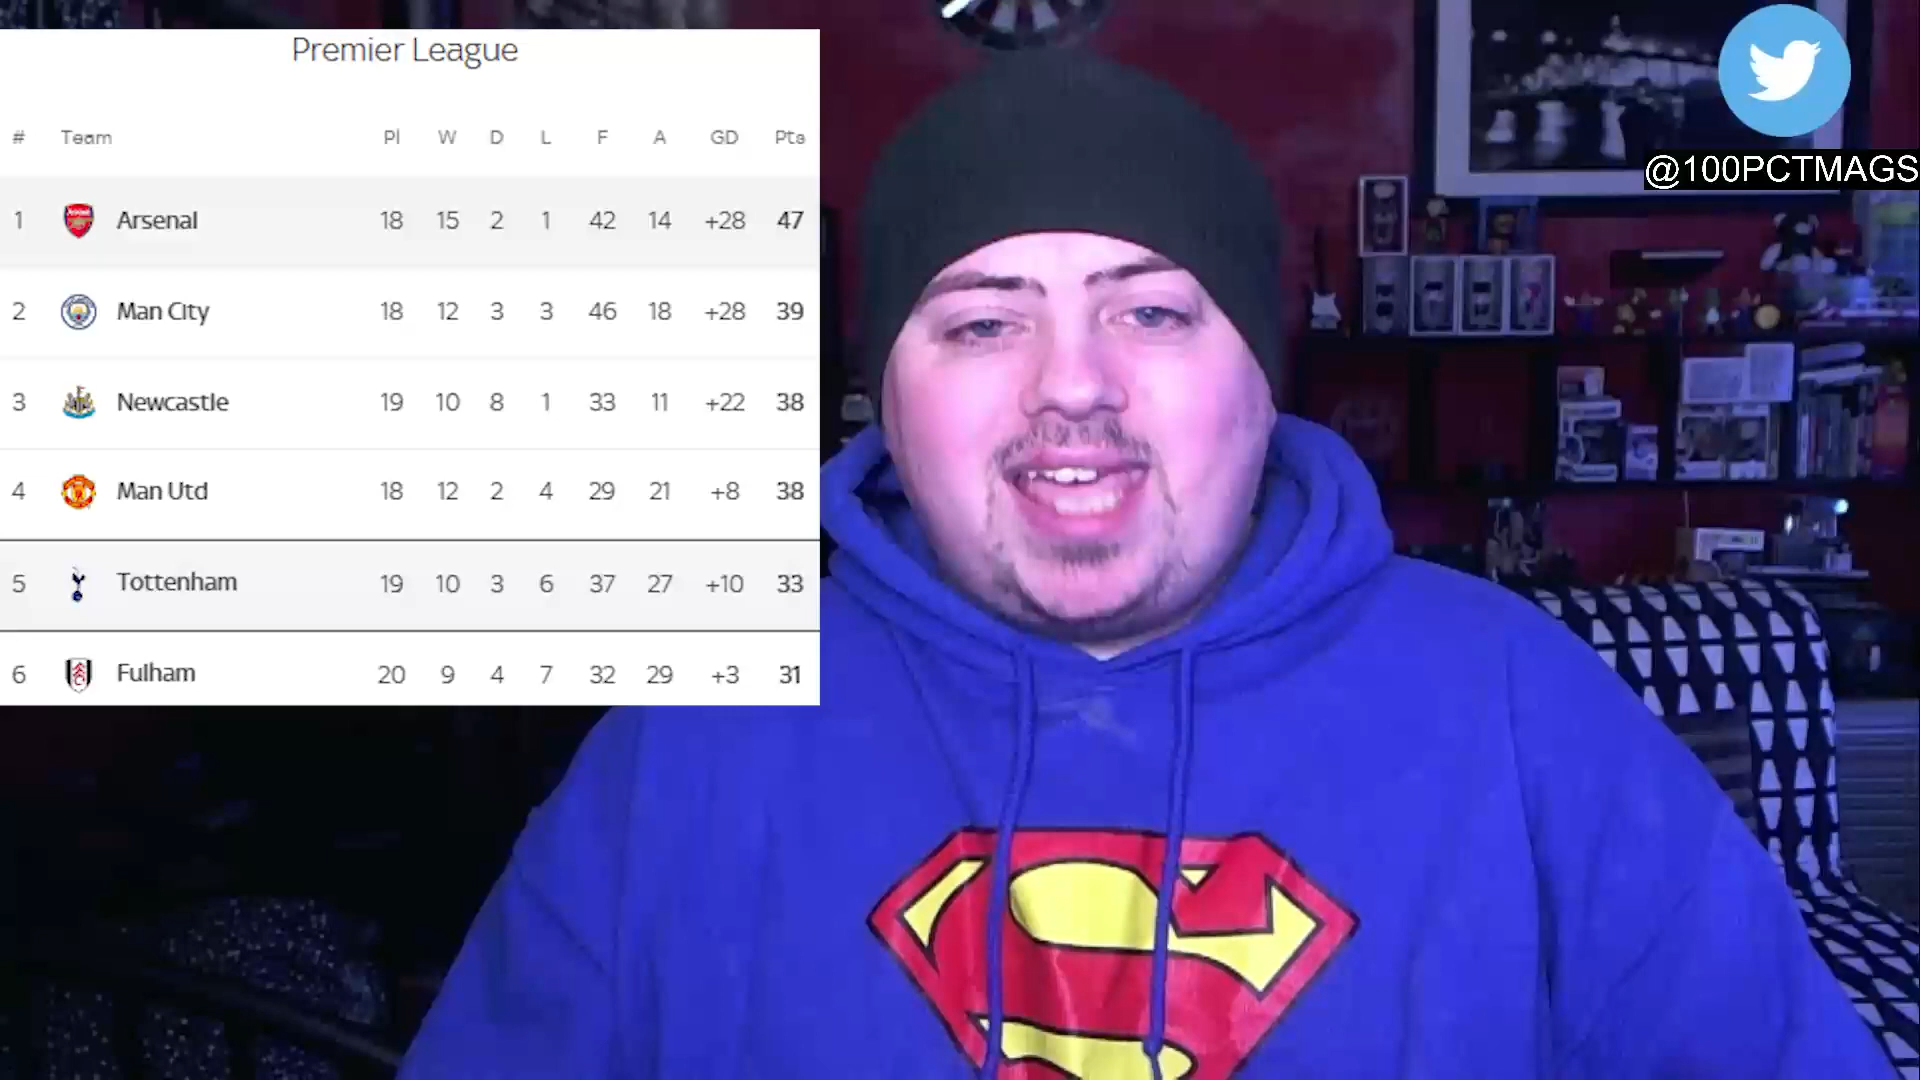 Premier League
# Team Pl W D L F A GD Pts
1 Arsenal 18 15 2 1 42 14 +28 47
2 Man City 18 12 3 3 46 18 +28 39
3 Newcastle 19 10 8 1 33 11 +22 38
4 Man Utd 18 12 2 4 29 21 +8 38
5 Tottenham 19 10 3 6 37 27 +10 33
6 Fulham 20 9 4 7 32 29 +3 31
@100PCTMAGS
S